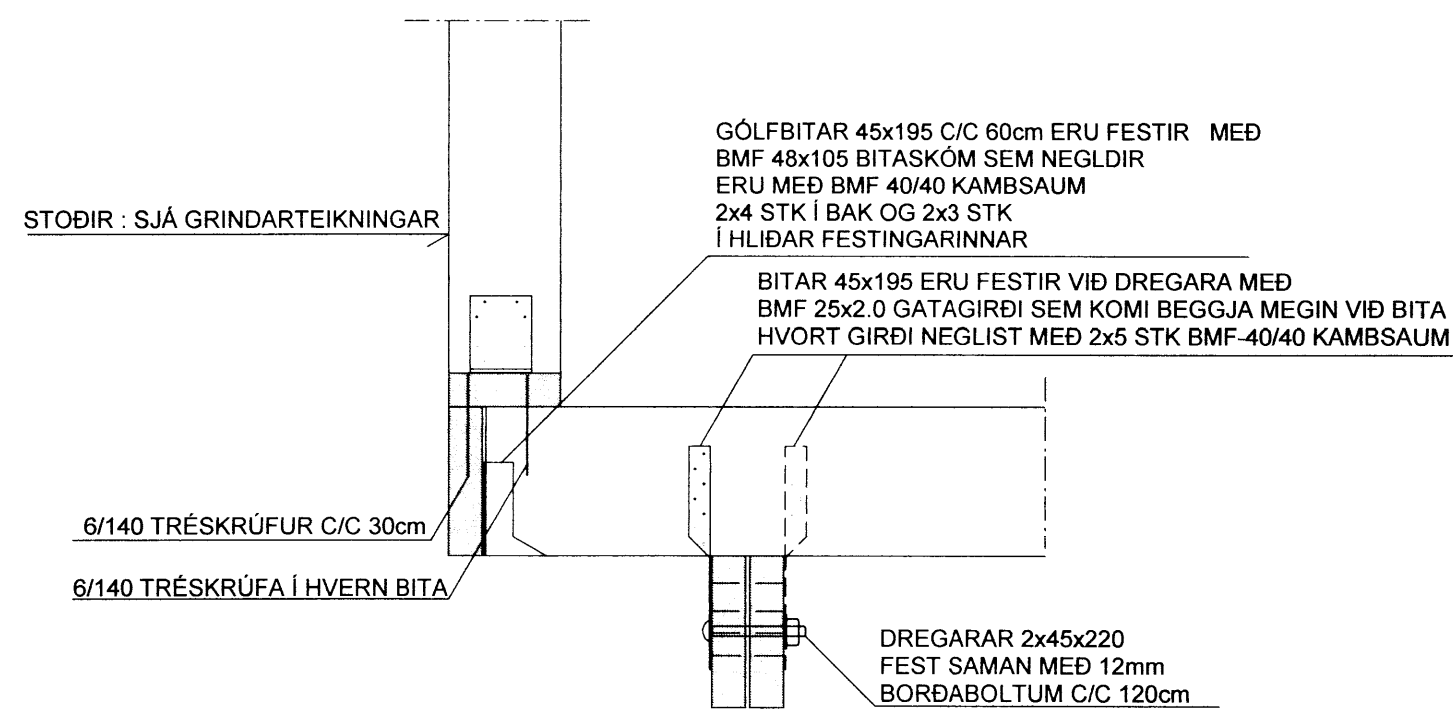 GÓLFBITAR 45x195 C/C 60cm ERU FESTIR MEÐ
BMF 48x105 BITASKÓM SEM NEGLDIR
ERU MEÐ BMF 40/40 KAMBSAUM
2x4 STK Í BAK OG 2x3 STK
Í HLIÐAR FESTINGARINNAR
STOÐIR : SJÁ GRINDARTEIKNINGAR
BITAR 45x195 ERU FESTIR VIÐ DREGARA MEÐ
BMF 25x2.0 GATAGIRÐI SEM KOMI BEGGJA MEGIN VIÐ BITA
HVORT GIRÐI NEGLIST MEÐ 2x5 STK BMF-40/40 KAMBSAUM
6/140 TRÉSKRÚFUR C/C 30cm
6/140 TRÉSKRÚFA Í HVERN BITA
DREGARAR 2x45x220
FEST SAMAN MEÐ 12mm
BORÐABOLTUM C/C 120cm